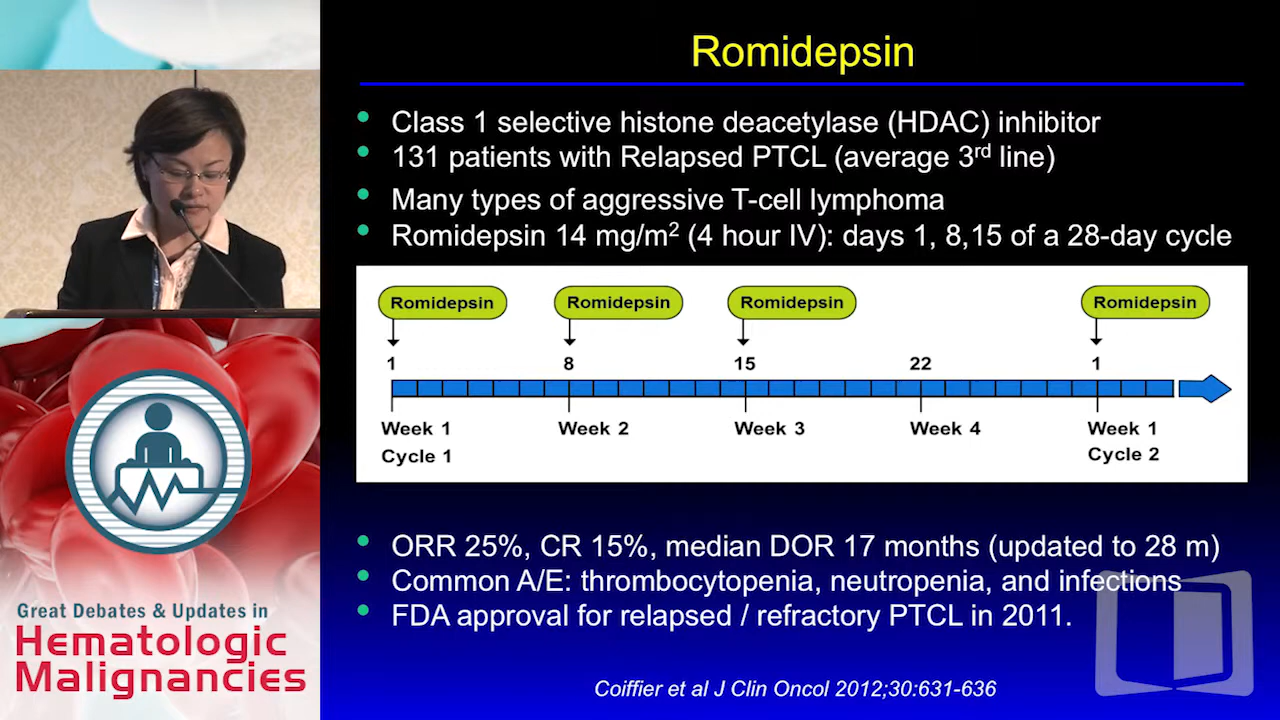 Romidepsin
Class 1 selective histone deacetylase (HDAC) inhibitor
131 patients with Relapsed PTCL (average 3rd line)
Many types of aggressive T-cell lymphoma
Romidepsin 14 mg/m2 (4 hour IV): days 1, 8,15 of a 28-day cycle
Romidepsin Romidepsin Romidepsin Romidepsin
1 8 15 22 1
Week 1 Week 2 Week 3 Week 4 Week 1
Cycle 1 Cycle 2
ORR 25%, CR 15%, median DOR 17 months (updated to 28 m)
Common A/E: thrombocytopenia, neutropenia, and infections
FDA approval for relapsed / refractory PTCL in 2011.
Coiffier et al J Clin Oncol 2012;30:631-636
Great Debates & Updates in
Hematologic
Malignancies